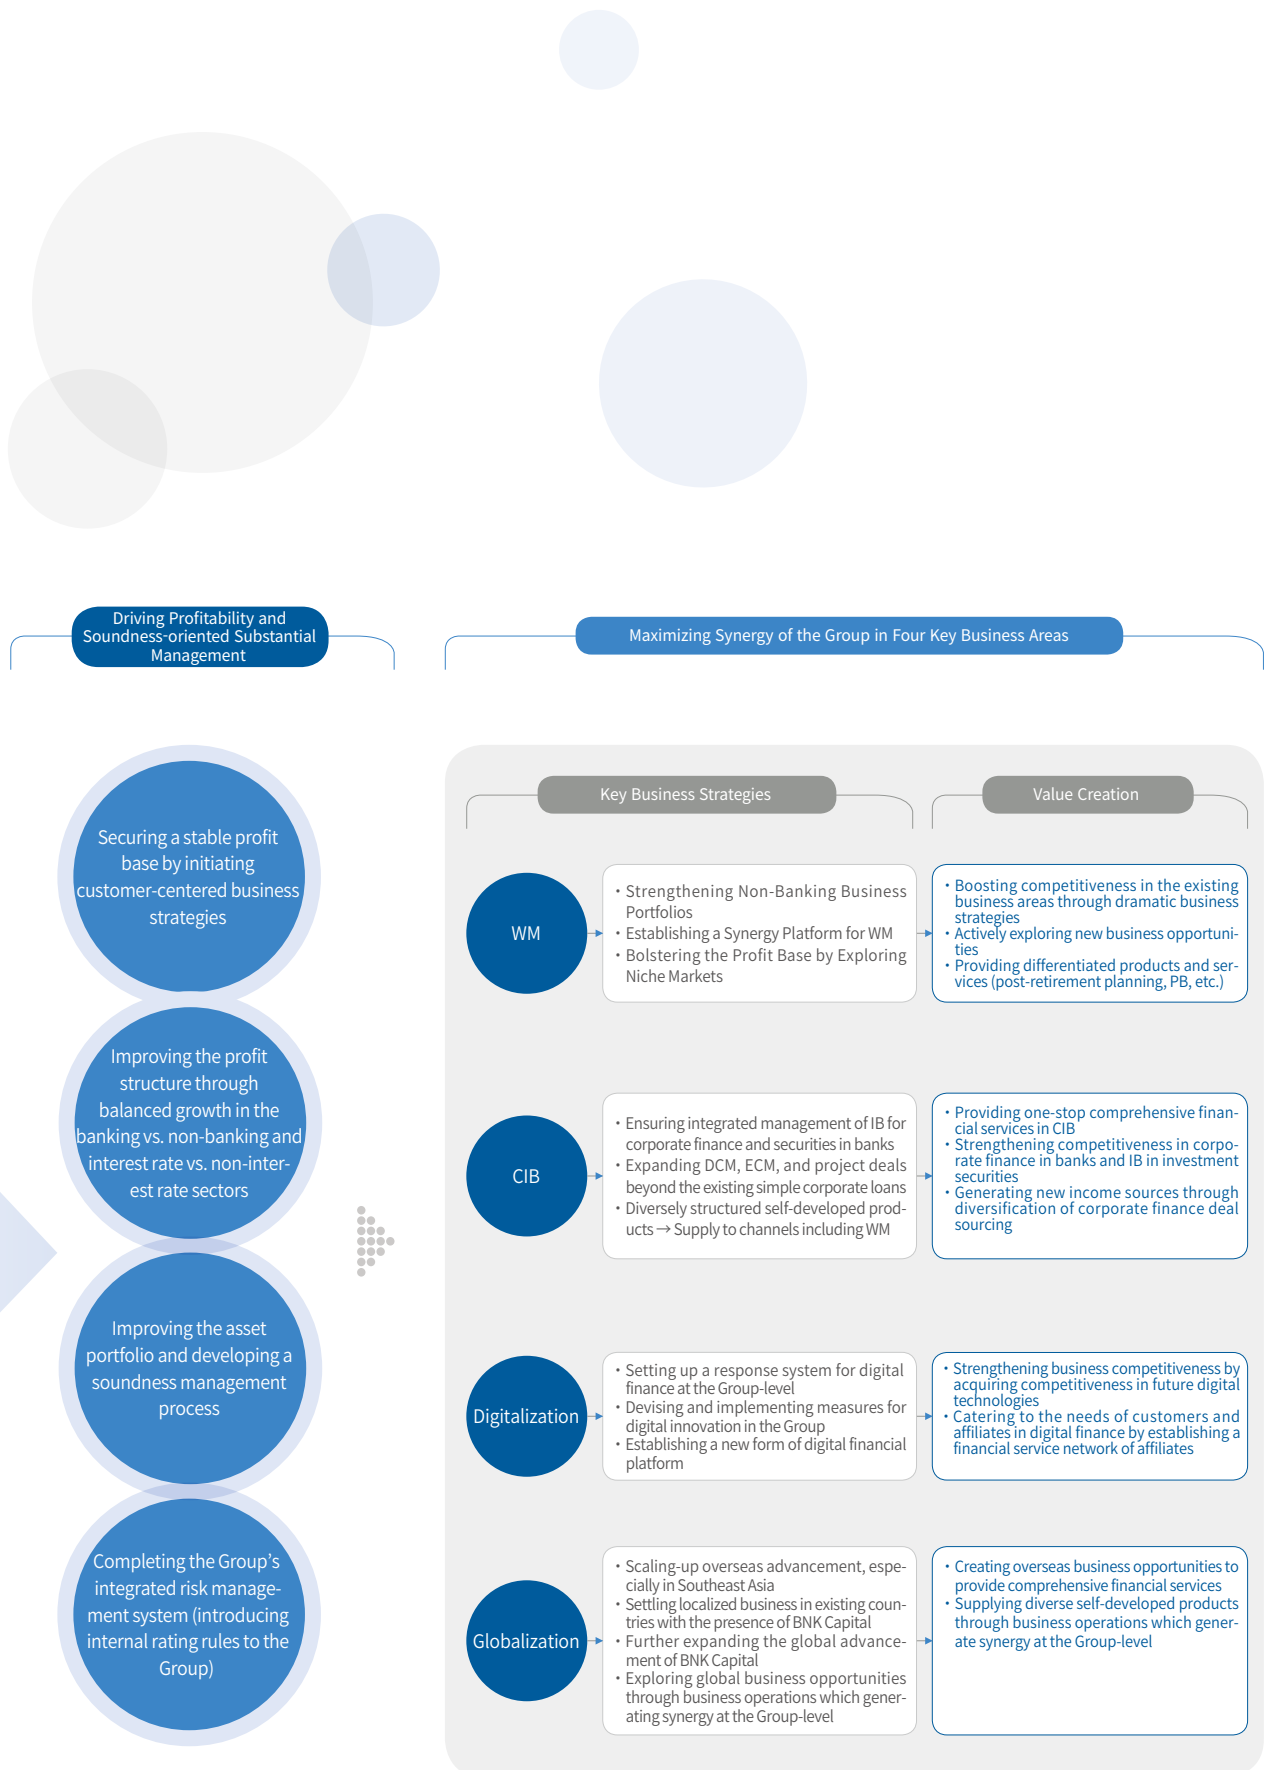 Driving Profitability and
Soundness-oriented Substantial
Management
Maximizing Synergy of the Group in Four Key Business Areas
Securing a stable profit
base by initiating
customer-centered business
strategies
Improving the profit
structure through
balanced growth in the
banking vs. non-banking and
interest rate vs. non-inter-
est rate sectors
Improving the asset
portfolio and developing a
soundness management
process
Completing the Group's
integrated risk manage-
ment system (introducing
internal rating rules to the
Group)
Key Business Strategies
Value Creation
WM
• Strengthening Non-Banking Business
Portfolios
• Establishing a Synergy Platform for WM
• Bolstering the Profit Base by Exploring
Niche Markets
• Boosting competitiveness in the existing
business areas through dramatic business
strategies
• Actively exploring new business opportuni-
ties
• Providing differentiated products and ser-
vices (post-retirement planning, PB, etc.)
CIB
• Ensuring integrated management of IB for
corporate finance and securities in banks
• Expanding DCM, ECM, and project deals
beyond the existing simple corporate loans
• Diversely structured self-developed prod-
ucts → Supply to channels including WM
• Providing one-stop comprehensive finan-
cial services in CIB
• Strengthening competitiveness in corpo-
rate finance in banks and IB in investment
securities
• Generating new income sources through
diversification of corporate finance deal
sourcing
Digitalization
• Setting up a response system for digital
finance at the Group-level
• Devising and implementing measures for
digital innovation in the Group
• Establishing a new form of digital financial
platform
• Strengthening business competitiveness by
acquiring competitiveness in future digital
technologies
• Catering to the needs of customers and
affiliates in digital finance by establishing a
financial service network of affiliates
Globalization
• Scaling-up overseas advancement, espe-
cially in Southeast Asia
• Settling localized business in existing coun-
tries with the presence of BNK Capital
• Further expanding the global advance-
ment of BNK Capital
• Exploring global business opportunities
through business operations which gener-
ating synergy at the Group-level
• Creating overseas business opportunities to
provide comprehensive financial services
• Supplying diverse self-developed products
through business operations which gener-
ate synergy at the Group-level